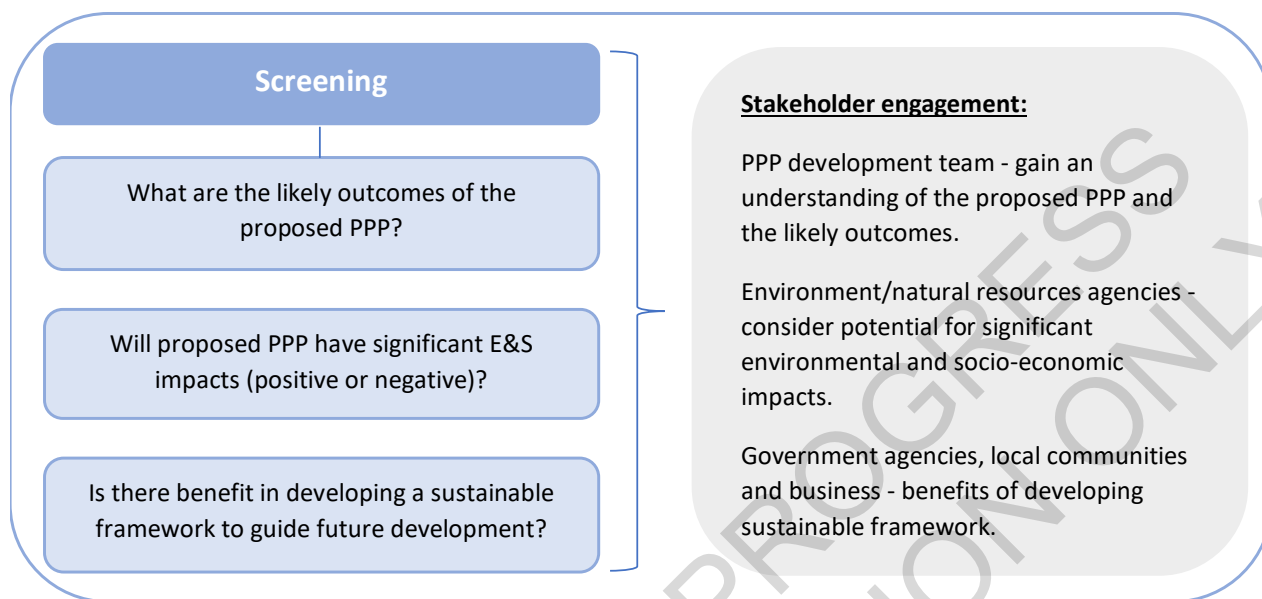 Screening
What are the likely outcomes of the
proposed PPP?
Will proposed PPP have significant E&S
impacts (positive or negative)?
Is there benefit in developing a sustainable
framework to guide future development?
Stakeholder engagement:
PPP development team - gain an
understanding of the proposed PPP and
the likely outcomes.
Environment/natural resources agencies -
consider potential for significant
environmental and socio-economic
impacts.
Government agencies, local communities
and business - benefits of developing
sustainable framework.
PROGRESS
ON ONLY